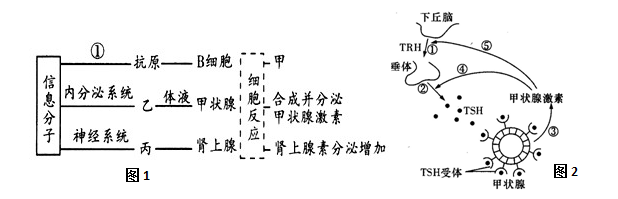 ①
抗原
B细胞
甲
信息分子
内分泌系统
乙
体液
甲状腺
细胞反应
合成并分泌
甲状腺激素
神经系统
丙
肾上腺
肾上腺素分泌增加
图1
下丘脑
TRH
①
⑤
垂体
④
②
TSH
甲状腺激素
③
TSH受体
甲状腺
图2